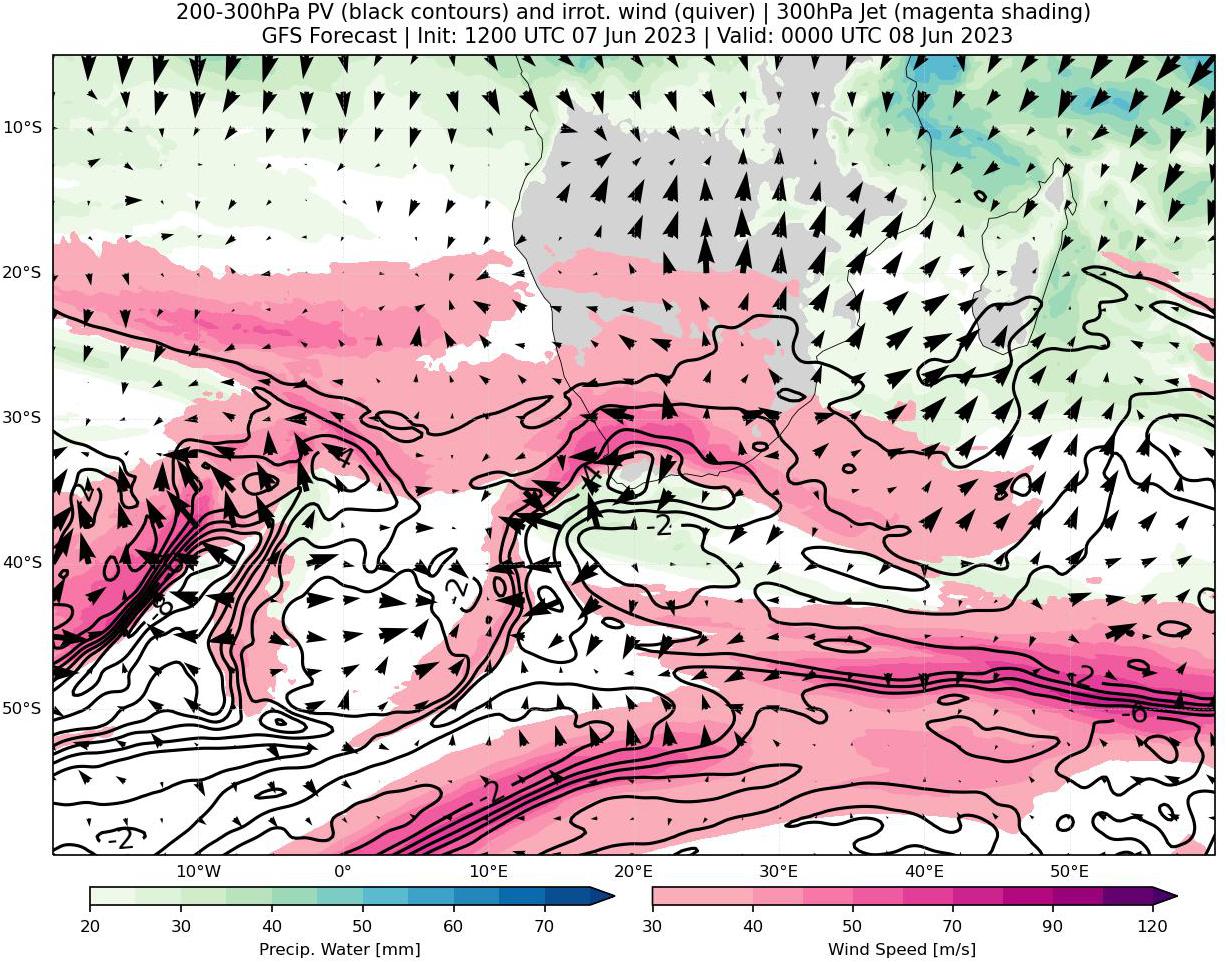 200-300hPa PV (black contours) and irrot. wind (quiver) | 300hPa Jet (magenta shading)
GFS Forecast | Init: 1200 UTC 07 Jun 2023 | Valid: 0000 UTC 08 Jun 2023
10°S
20°S
30°S
40°S
50°S
-2
-2
-2
-6
-2
-2
10°W 0° 10°E 20°E 30°E 40°E 50°E
20 30 40 50 60 70
30 40 50 70 90 120
Precip. Water [mm]
Wind Speed [m/s]